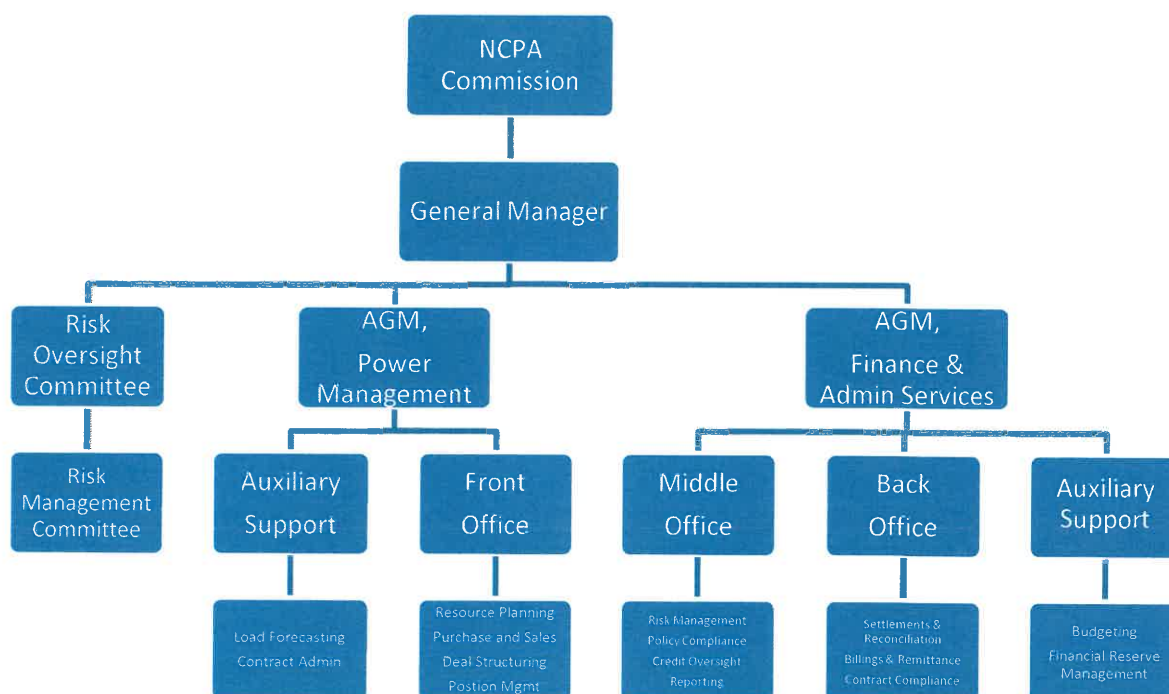 NCPA
Commission
General Manager
Risk
Oversight
Committee
AGM,
Power
Management
AGM,
Finance &
Admin Services
Risk
Management
Committee
Auxiliary
Support
Front
Office
Middle
Office
Back
Office
Auxiliary
Support
Load Forecasting
Contract Admin
Resource Planning
Purchase and Sales
Deal Structuring
Postion Mgmt
Risk Management
Policy Compliance
Credit Oversight
Reporting
Settlements &
Reconciliation
Billings & Remittance
Contract Compliance
Budgeting
Financial Reserve
Management